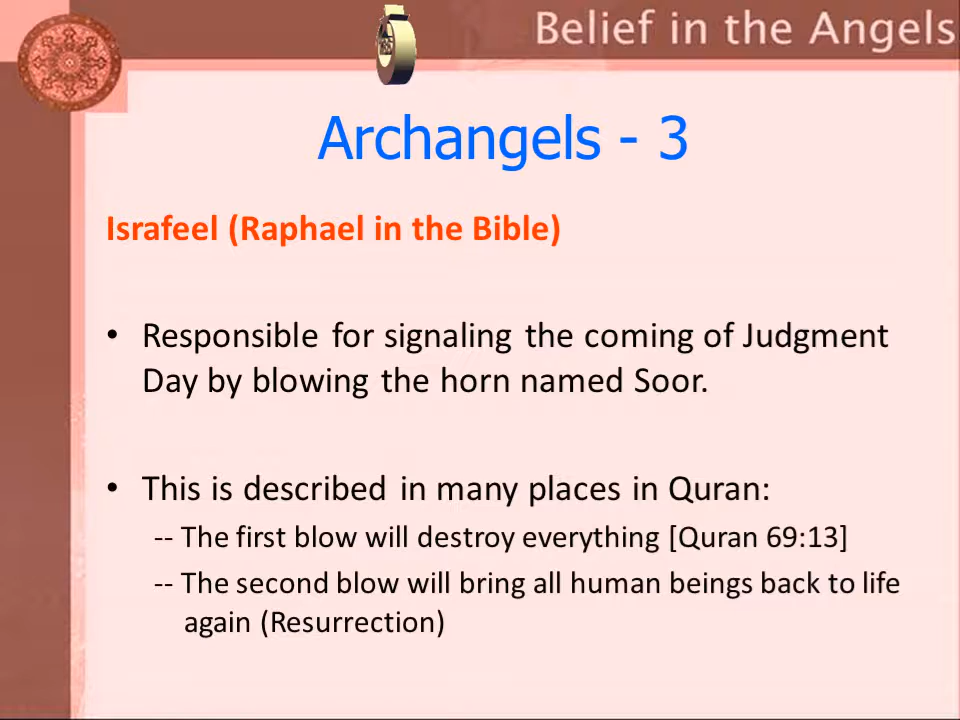 Belief in the Angels
Archangels - 3
Israfeel (Raphael in the Bible)
• Responsible for signaling the coming of Judgment
Day by blowing the horn named Soor.
• This is described in many places in Quran:
-- The first blow will destroy everything [Quran 69:13]
-- The second blow will bring all human beings back to life
again (Resurrection)